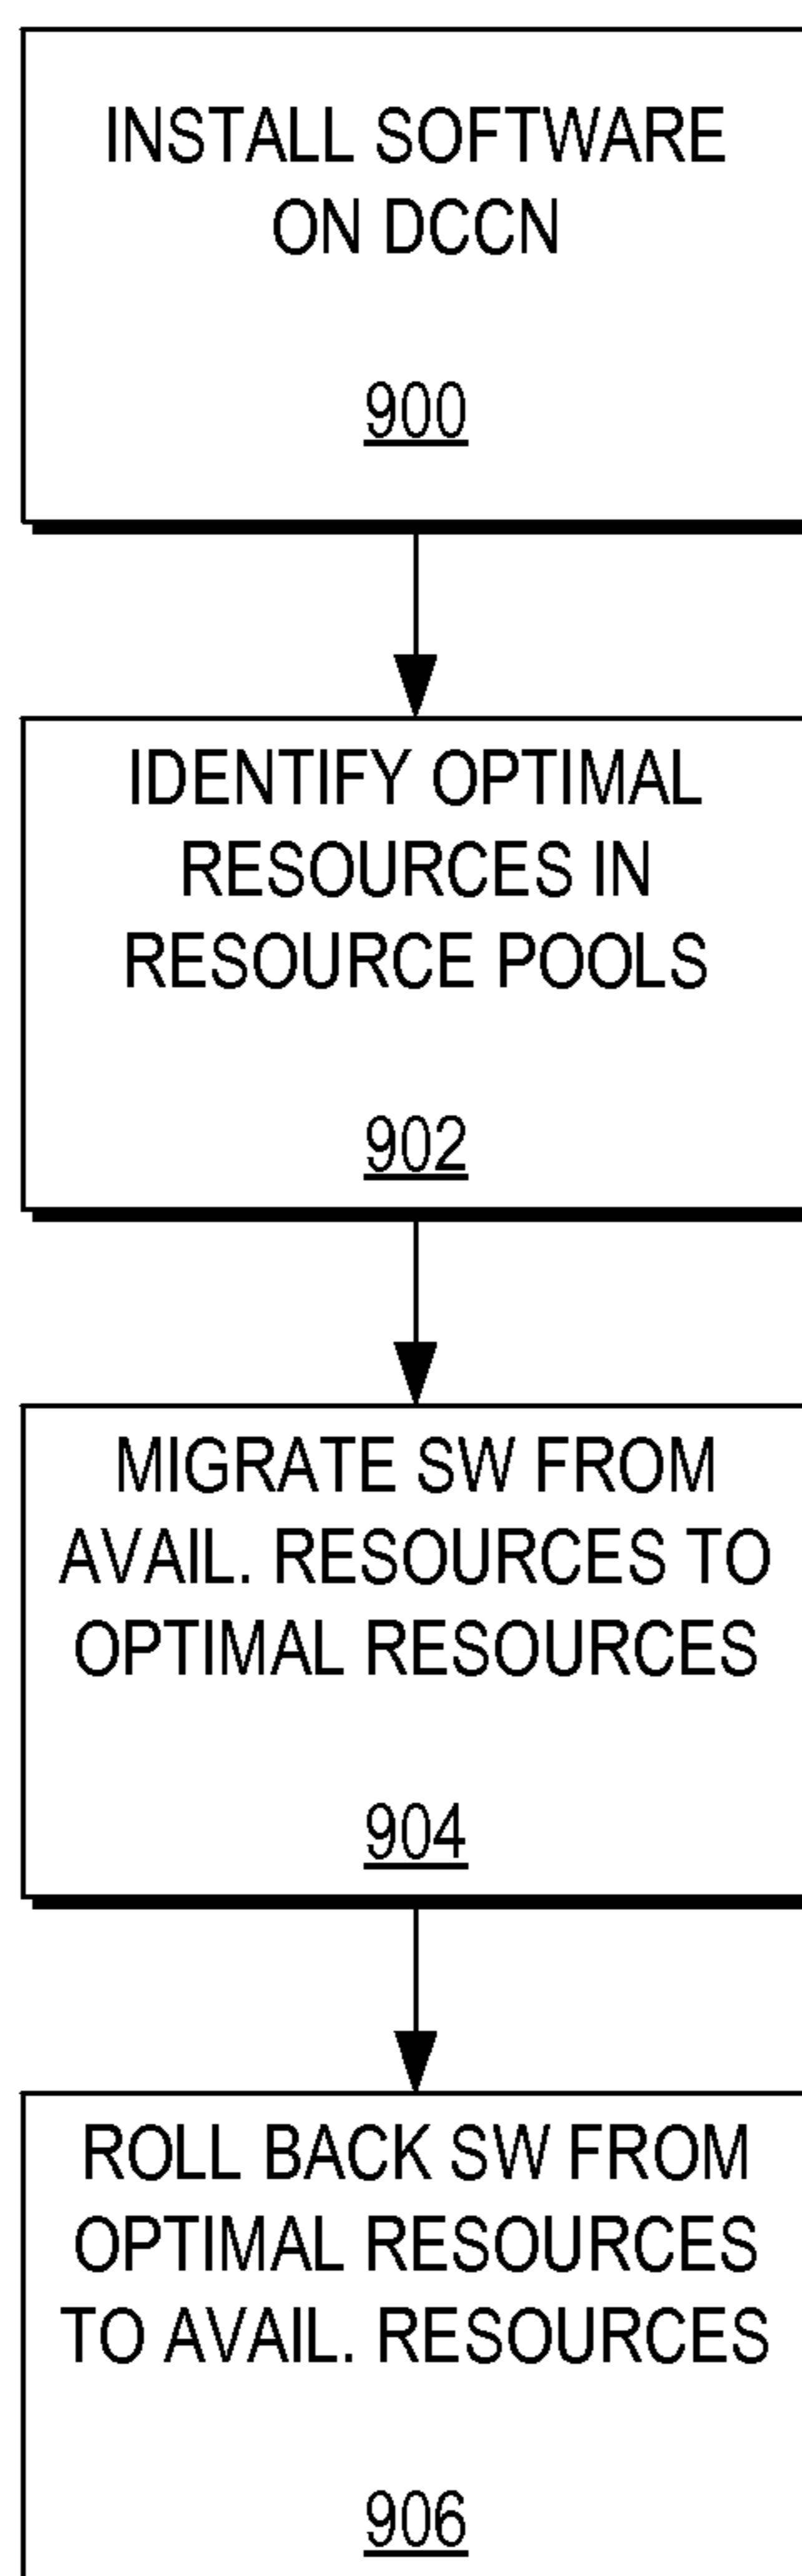 INSTALL SOFTWARE
ON DCCN
900
IDENTIFY OPTIMAL
RESOURCES IN
RESOURCE POOLS
902
MIGRATE SW FROM
AVAIL. RESOURCES TO
OPTIMAL RESOURCES
904
ROLL BACK SW FROM
OPTIMAL RESOURCES
TO AVAIL. RESOURCES
906